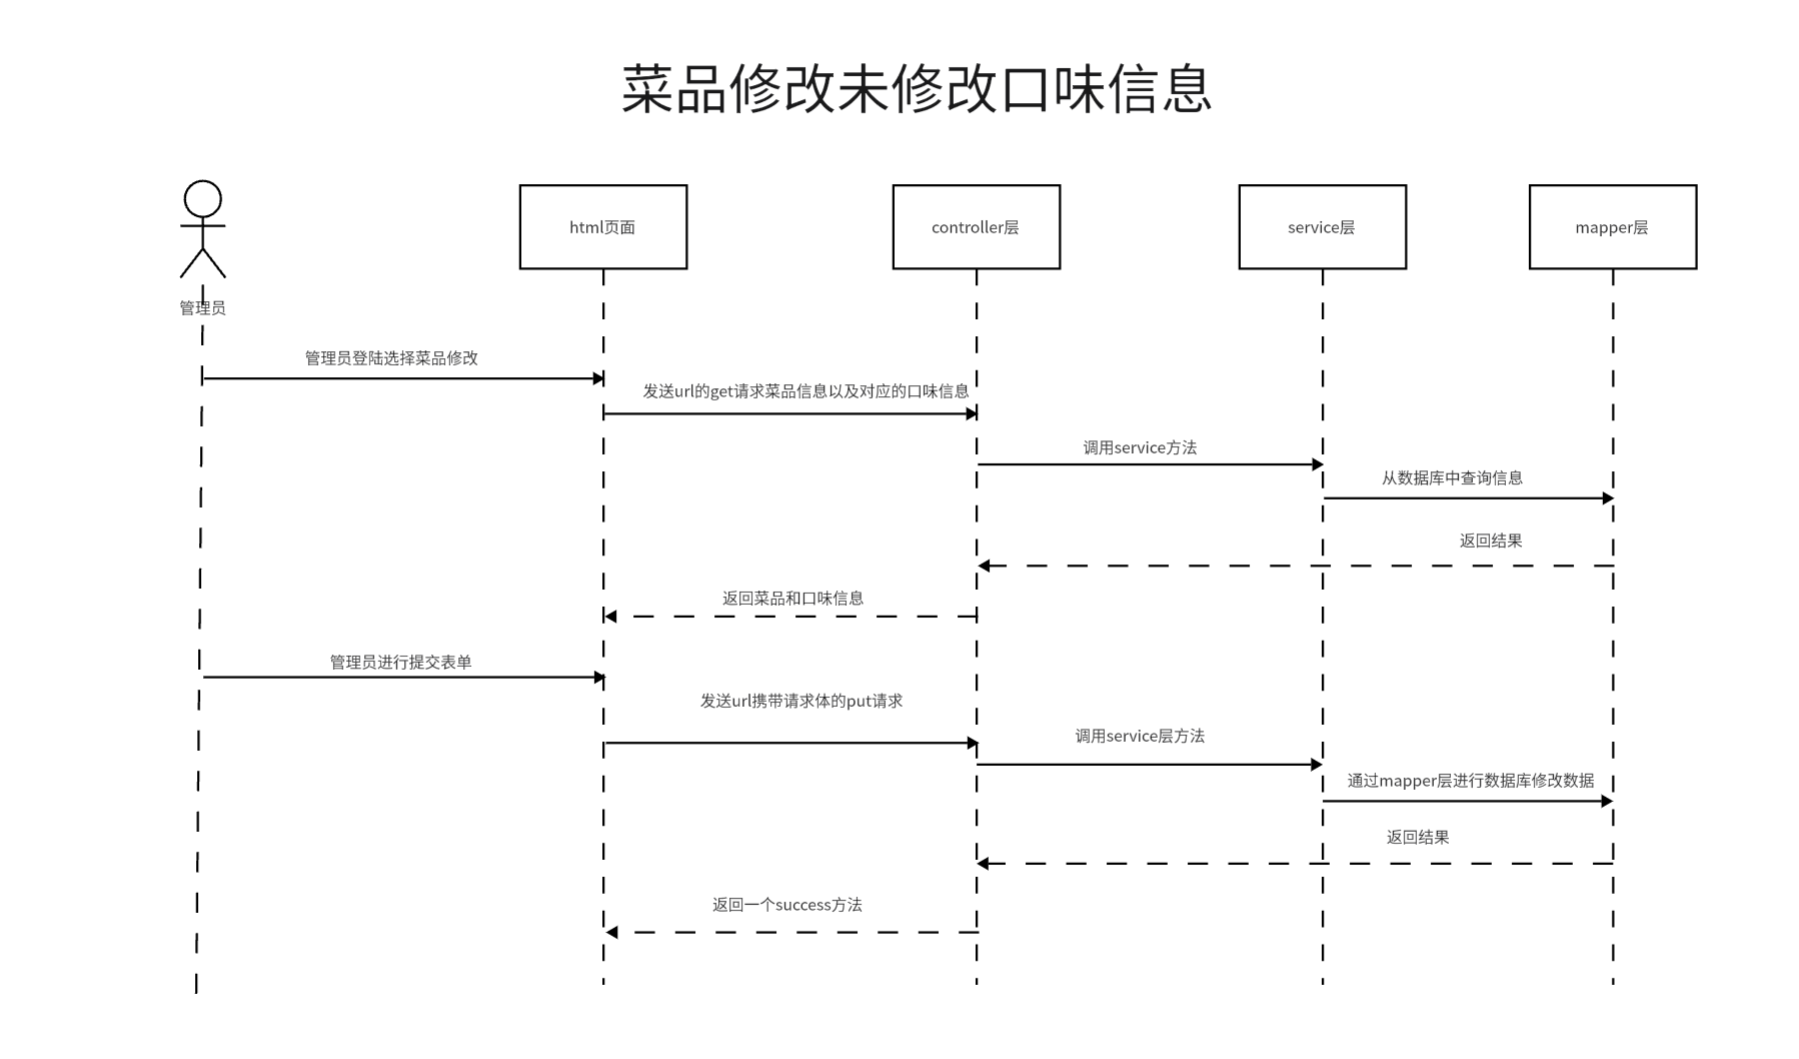 菜品修改未修改口味信息
html页面
controller层
service层
mapper层
管理员
管理员登陆选择菜品修改
发送url的get请求菜品信息以及对应的口味信息
调用service方法
从数据库中查询信息
返回结果
返回菜品和口味信息
管理员进行提交表单
发送url携带请求体的put请求
调用service层方法
通过mapper层进行数据库修改数据
返回结果
返回一个success方法